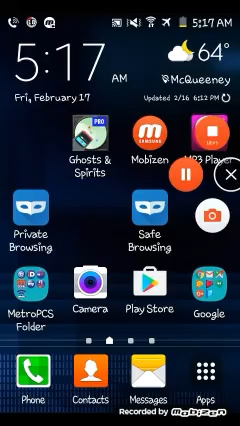 5:17 AM
5:17 AM
64°
McQueeney
Fri, February 17
Updated 2/16 6:12 PM
PRO
Ghosts & Spirits
Mobizen
MP3 Player
Private Browsing
Safe Browsing
MetroPCS Folder
Camera
Play Store
Google
Phone
Contacts
Messages
Apps
Recorded by Mobizen